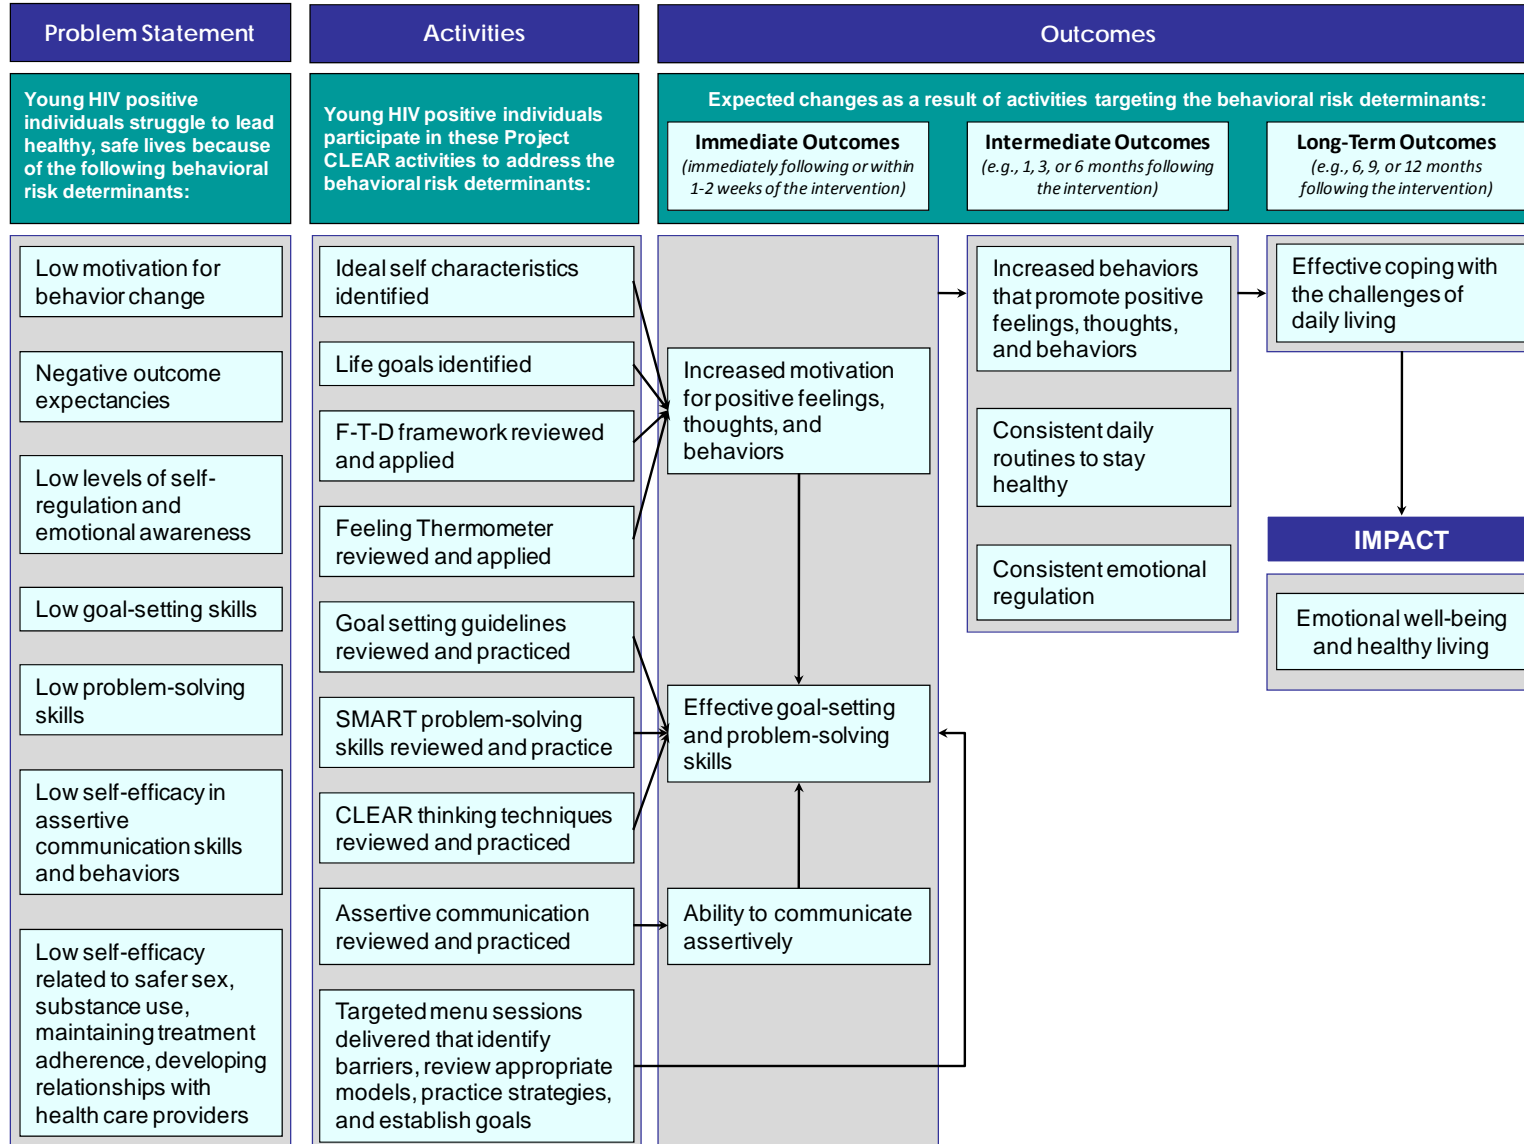 Problem Statement
Activities
Outcomes
Young HIV positive
individuals struggle to lead
healthy, safe lives because
of the following behavioral
risk determinants:
Young HIV positive individuals
participate in these Project
CLEAR activities to address the
behavioral risk determinants:
Expected changes as a result of activities targeting the behavioral risk determinants:
Immediate Outcomes
(immediately following or within
1-2 weeks of the intervention)
Intermediate Outcomes
(e.g., 1, 3, or 6 months following
the intervention)
Long-Term Outcomes
(e.g., 6, 9, or 12 months
following the intervention)
Low motivation for
behavior change
Negative outcome
expectancies
Low levels of self-
regulation and
emotional awareness
Low goal-setting skills
Low problem-solving
skills
Low self-efficacy in
assertive
communication skills
and behaviors
Low self-efficacy
related to safer sex,
substance use,
maintaining treatment
adherence, developing
relationships with
health care providers
Ideal self characteristics
identified
Life goals identified
F-T-D framework reviewed
and applied
Feeling Thermometer
reviewed and applied
Goal setting guidelines
reviewed and practiced
SMART problem-solving
skills reviewed and practice
CLEAR thinking techniques
reviewed and practiced
Assertive communication
reviewed and practiced
Targeted menu sessions
delivered that identify
barriers, review appropriate
models, practice strategies,
and establish goals
Increased motivation
for positive feelings,
thoughts, and
behaviors
Effective goal-setting
and problem-solving
skills
Ability to communicate
assertively
Increased behaviors
that promote positive
feelings, thoughts,
and behaviors
Consistent daily
routines to stay
healthy
Consistent emotional
regulation
Effective coping with
the challenges of
daily living
IMPACT
Emotional well-being
and healthy living